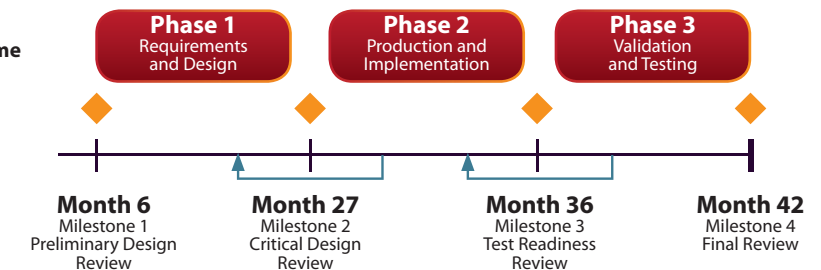 Phase 1
Requirements
and Design
Phase 2
Production and
Implementation
Phase 3
Validation
and Testing
me
Month 6
Milestone 1
Preliminary Design
Review
Month 27
Milestone 2
Critical Design
Review
Month 36
Milestone 3
Test Readiness
Review
Month 42
Milestone 4
Final Review